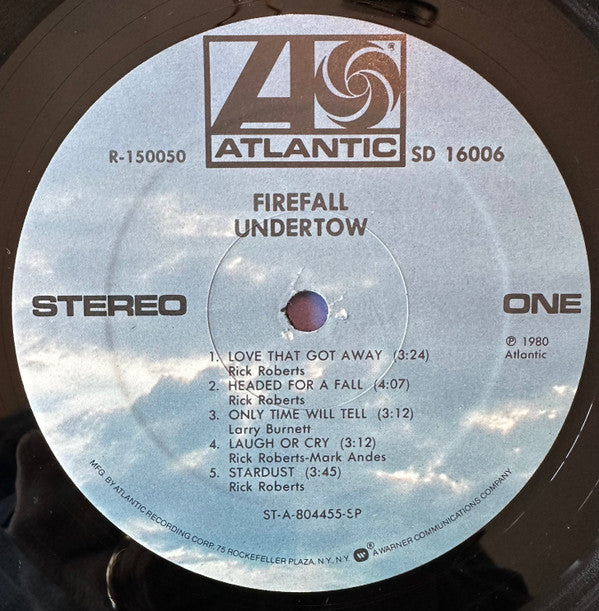 A
®
ATLANTIC
R-150050
SD 16006
FIREFALL
UNDERTOW
STEREO
ONE
℗ 1980
Atlantic
1. LOVE THAT GOT AWAY (3:24)
Rick Roberts
2. HEADED FOR A FALL (4:07)
Rick Roberts
3. ONLY TIME WILL TELL (3:12)
Larry Burnett
4. LAUGH OR CRY (3:12)
Rick Roberts-Mark Andes
5. STARDUST (3:45)
Rick Roberts
ST-A-804455-SP
MFG. BY ATLANTIC RECORDING CORP. 75 ROCKEFELLER PLAZA, N.Y., N.Y. W ® A WARNER COMMUNICATIONS COMPANY